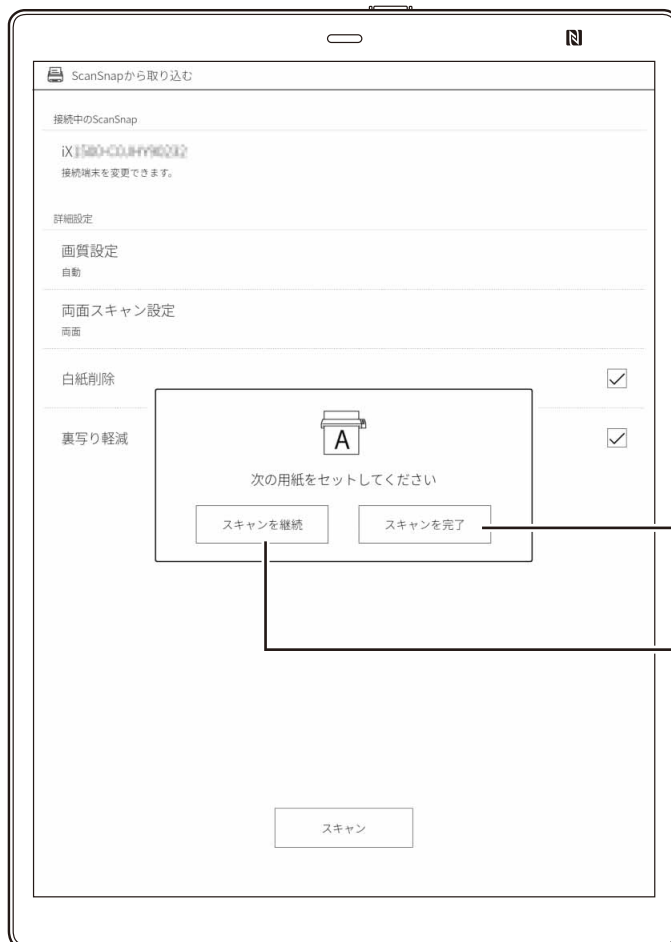 ScanSnapから取り込む
接続中のScanSnap
iX
接続端末を変更できます。
詳細設定
画質設定
自動
両面スキャン設定
両面
白紙削除
裏写り軽減
A
次の用紙をセットしてください
スキャンを継続 スキャンを完了
スキャン